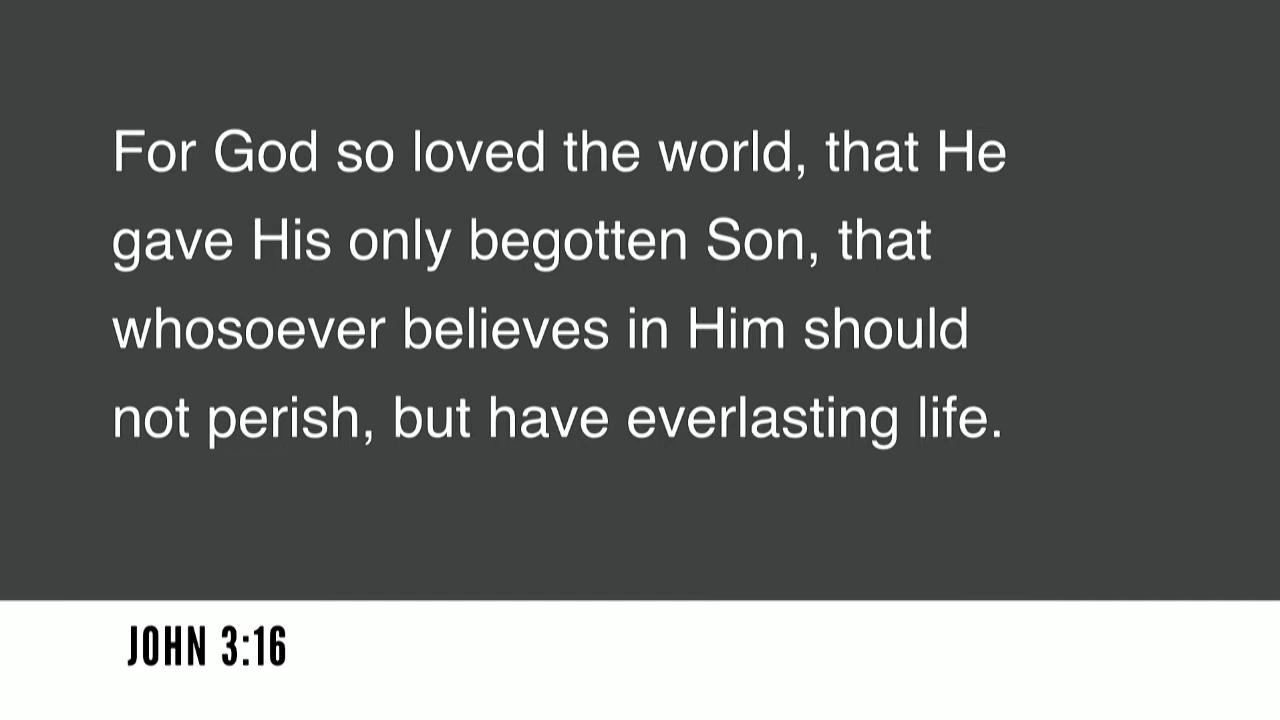 For God so loved the world, that He
gave His only begotten Son, that
whosoever believes in Him should
not perish, but have everlasting life.
JOHN 3:16